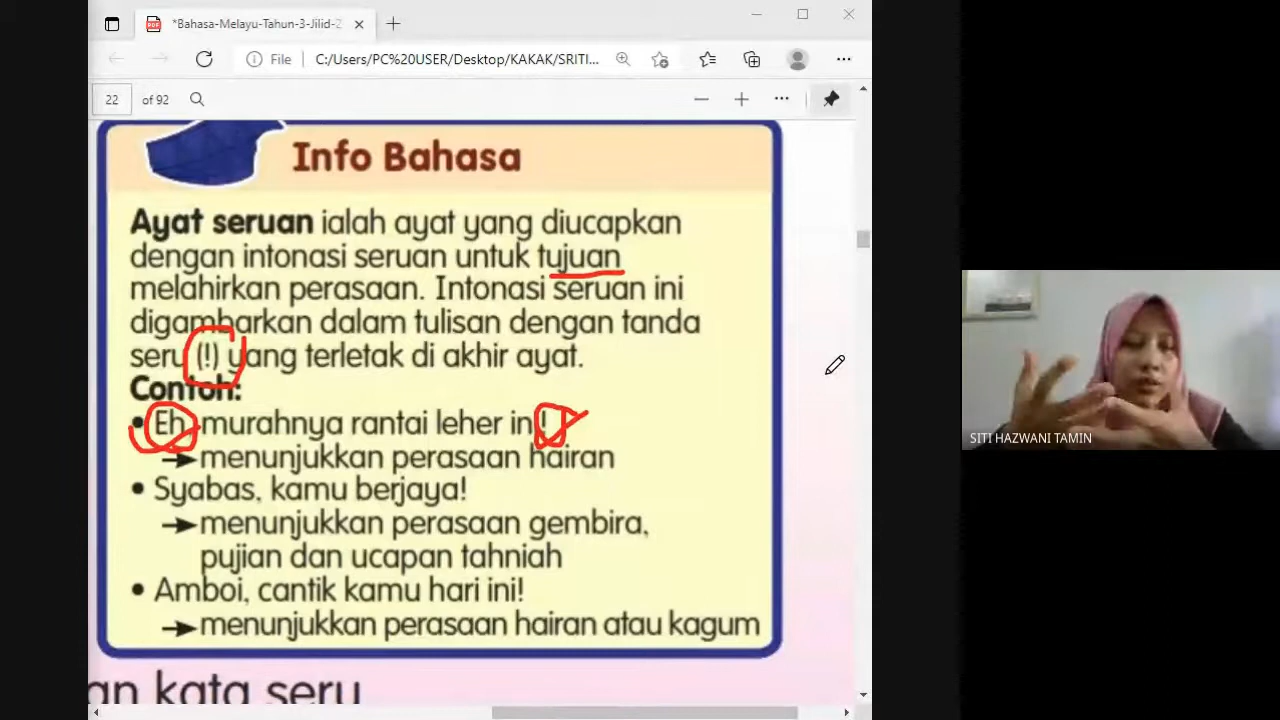 *Bahasa-Melayu-Tahun-3-Jilid-2
File
C:/Users/PC%20USER/Desktop/KAKAK/SRITI...
22 of 92
Info Bahasa
Ayat seruan ialah ayat yang diucapkan
dengan intonasi seruan untuk tujuan
melahirkan perasaan. Intonasi seruan ini
digambarkan dalam tulisan dengan tanda
seru (!) yang terletak di akhir ayat.
Contoh:
• Eh murahnya rantai leher in!
→ menunjukkan perasaan hairan
• Syabas, kamu berjaya!
→ menunjukkan perasaan gembira,
pujian dan ucapan tahniah
• Amboi, cantik kamu hari ini!
→ menunjukkan perasaan hairan atau kagum
an kata seru
SITI HAZWANI TAMIN